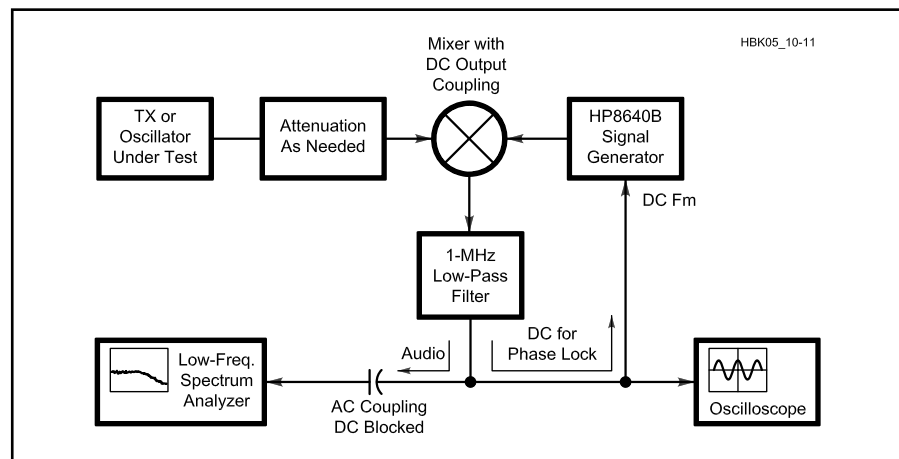 HBK05_10-11
Mixer with
DC Output
Coupling
TX or
Oscillator
Under Test
Attenuation
As Needed
HP8640B
Signal
Generator
DC Fm
1-MHz
Low-Pass
Filter
Audio
DC for
Phase Lock
Low-Freq.
Spectrum
Analyzer
AC Coupling
DC Blocked
Oscilloscope